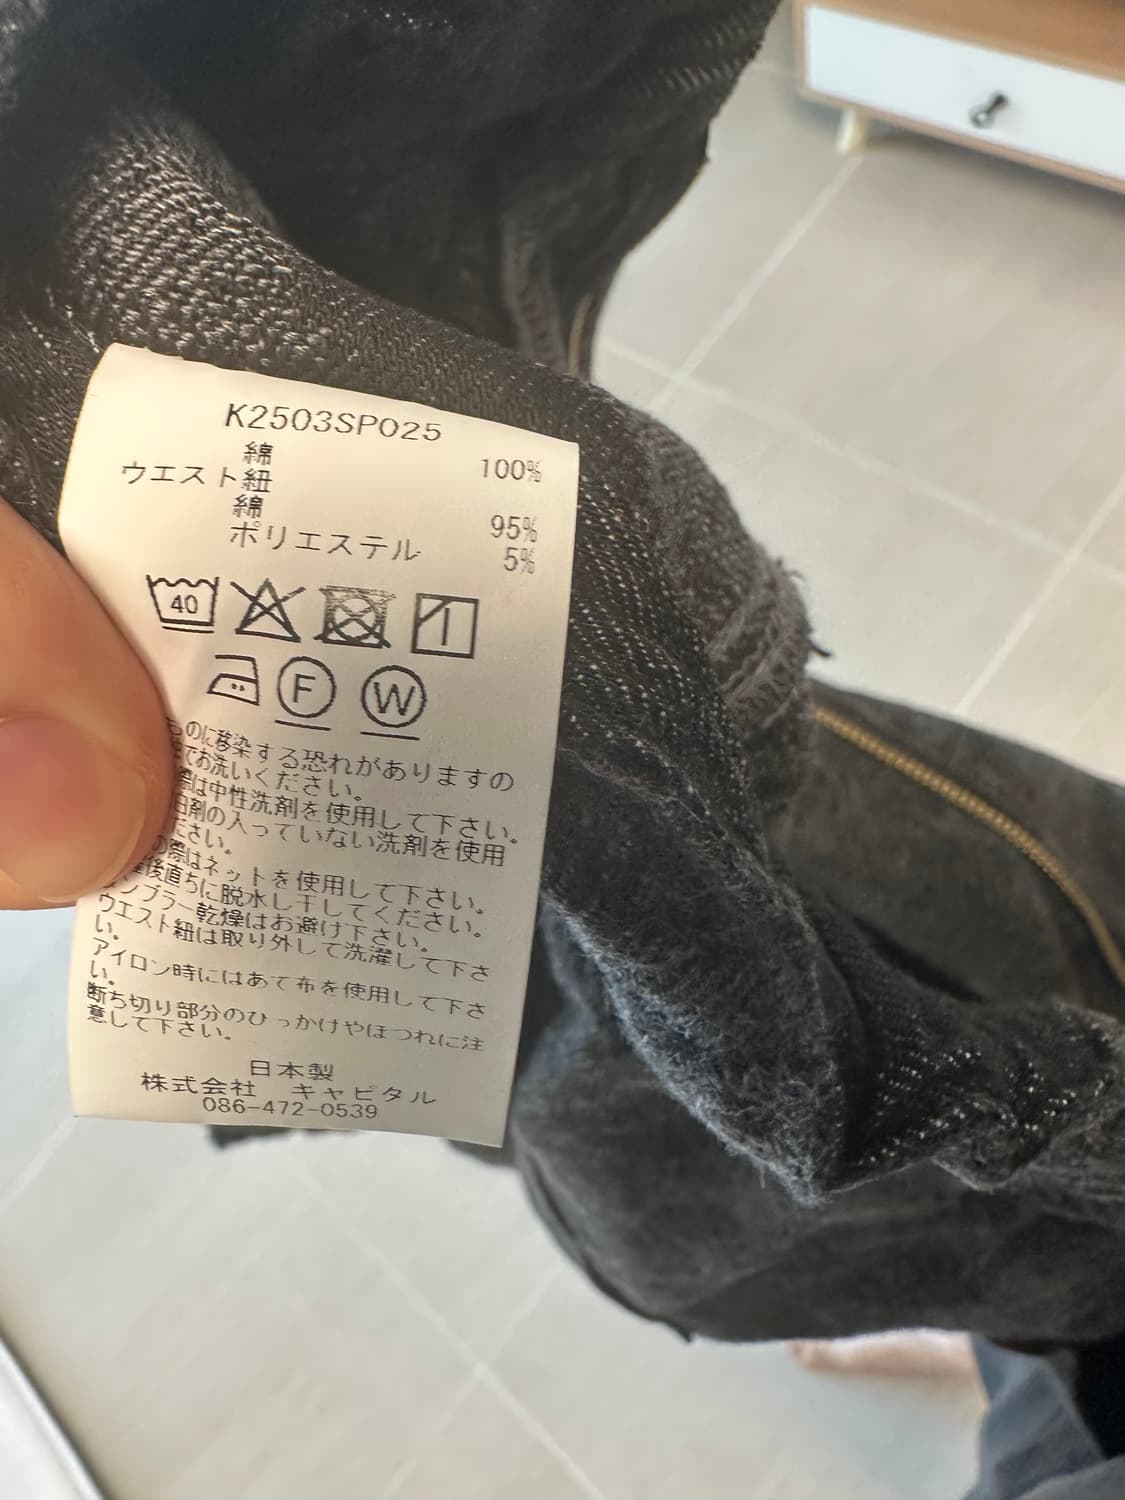 K2503SP025
綿 100%
ウエスト紐
綿 95%
ポリエステル 5%
40
F W
ものに移染する恐れがありますの
でお洗いください。
際は中性洗剤を使用して下さい。
白剤の入っていない洗剤を使用
ださい。
の際はネットを使用して下さい。
後直ちに脱水し干してください。
タンブラー乾燥はお避け下さい。
ウエスト紐は取り外して洗濯して下さ
い。
アイロン時にはあて布を使用して下さ
い。
断ち切り部分のひっかけやほつれに注
意して下さい。
日本製
株式会社 キャピタル
086-472-0539